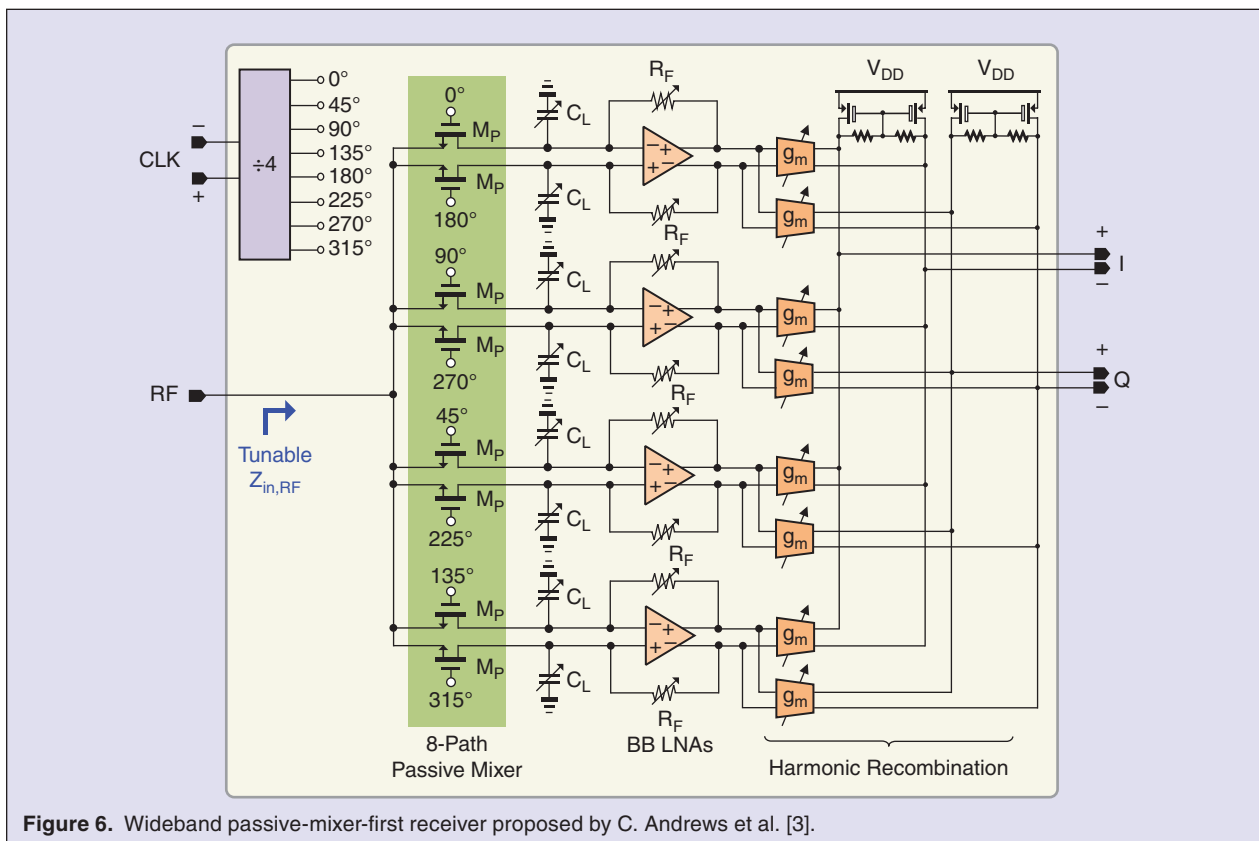 CLK
−
+
÷4
0°
45°
90°
135°
180°
225°
270°
315°
RF
Tunable
Z_in,RF
0°
M_P
M_P
180°
C_L
C_L
R_F
−+
+−
R_F
g_m
g_m
V_DD
V_DD
90°
M_P
M_P
270°
C_L
C_L
R_F
−+
+−
R_F
g_m
g_m
+
I
−
+
Q
−
45°
M_P
M_P
225°
C_L
C_L
R_F
−+
+−
R_F
g_m
g_m
135°
M_P
M_P
315°
C_L
C_L
−+
+−
R_F
g_m
g_m
8-Path
Passive Mixer
BB LNAs
Harmonic Recombination
Figure 6. Wideband passive-mixer-first receiver proposed by C. Andrews et al. [3].